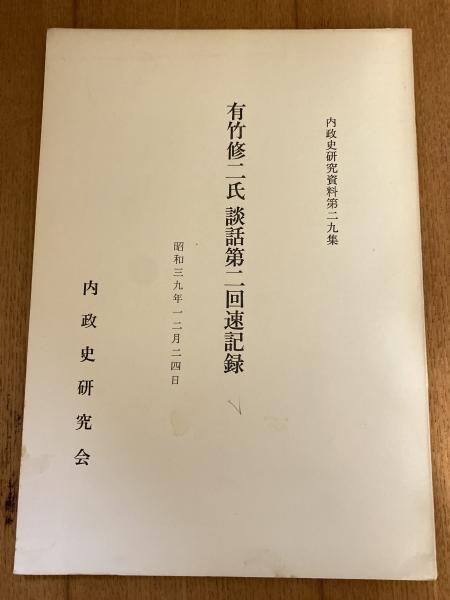 内政史研究資料第二九集
有竹修二氏 談話第二回速記録
昭和三九年一二月二四日
内政史研究会